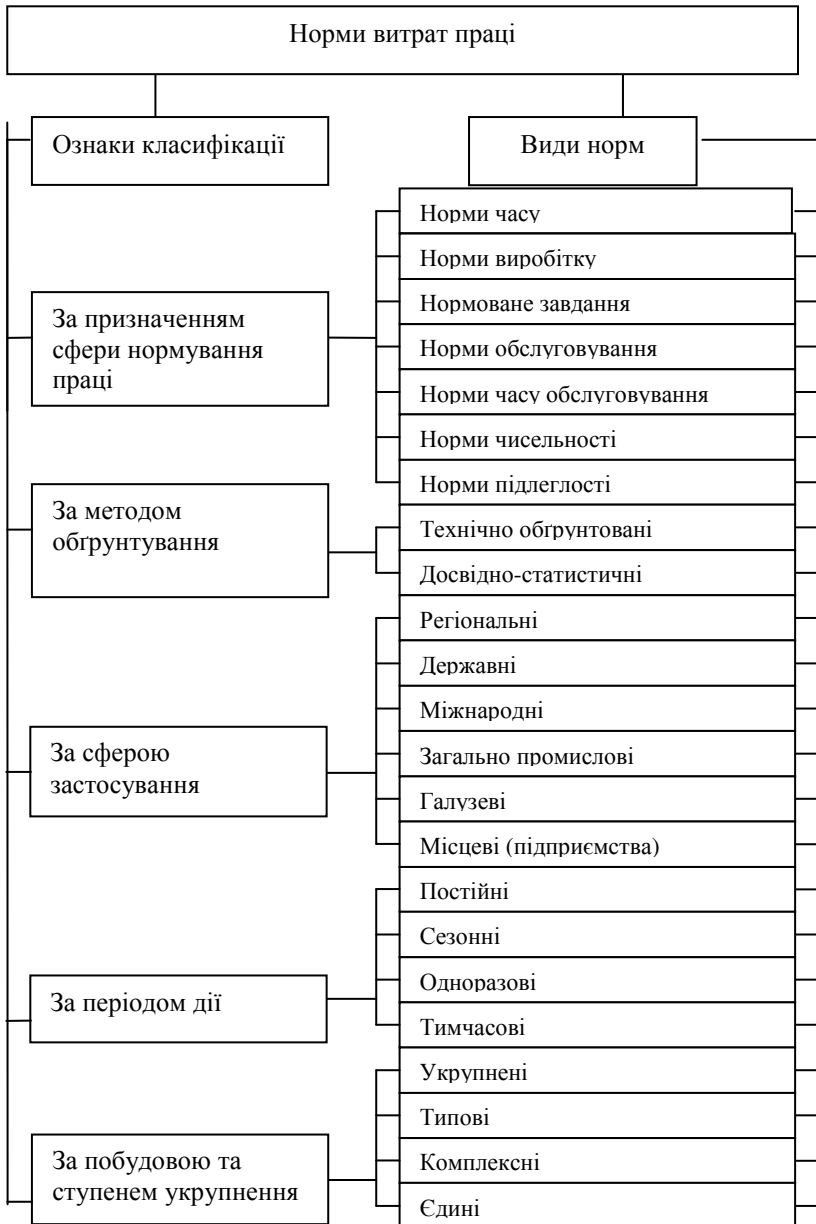 Норми витрат праці
Ознаки класифікації
Види норм
За призначенням
сфери нормування
праці
Норми часу
Норми виробітку
Нормоване завдання
Норми обслуговування
Норми часу обслуговування
Норми чисельності
Норми підлеглості
За методом
обґрунтування
Технічно обґрунтовані
Досвідно-статистичні
За сферою
застосування
Регіональні
Державні
Міжнародні
Загально промислові
Галузеві
Місцеві (підприємства)
За періодом дії
Постійні
Сезонні
Одноразові
Тимчасові
За побудовою та
ступенем укрупнення
Укрупнені
Типові
Комплексні
Єдині